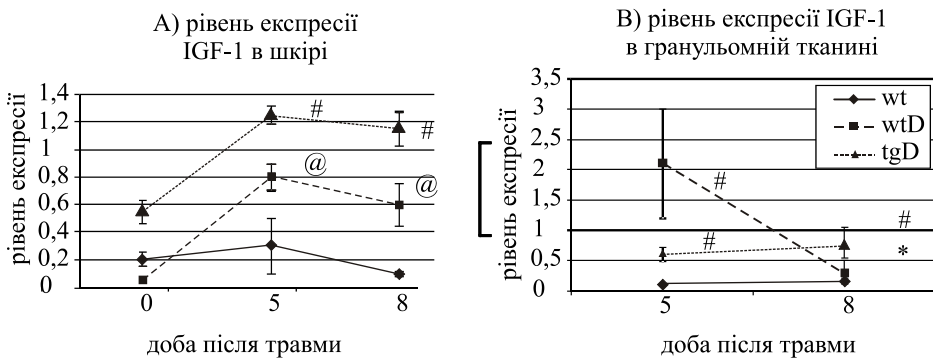 А) рівень експресії
IGF-1 в шкірі
рівень експресії
1,4
1,2
1
0,8
0,6
0,4
0,2
0
#
#
@
@
0
5
8
доба після травми
В) рівень експресії IGF-1
в гранульомній тканині
рівень експресії
3,5
3
2,5
2
1,5
1
0,5
0
wt
wtD
tgD
#
#
#
*
5
8
доба після травми